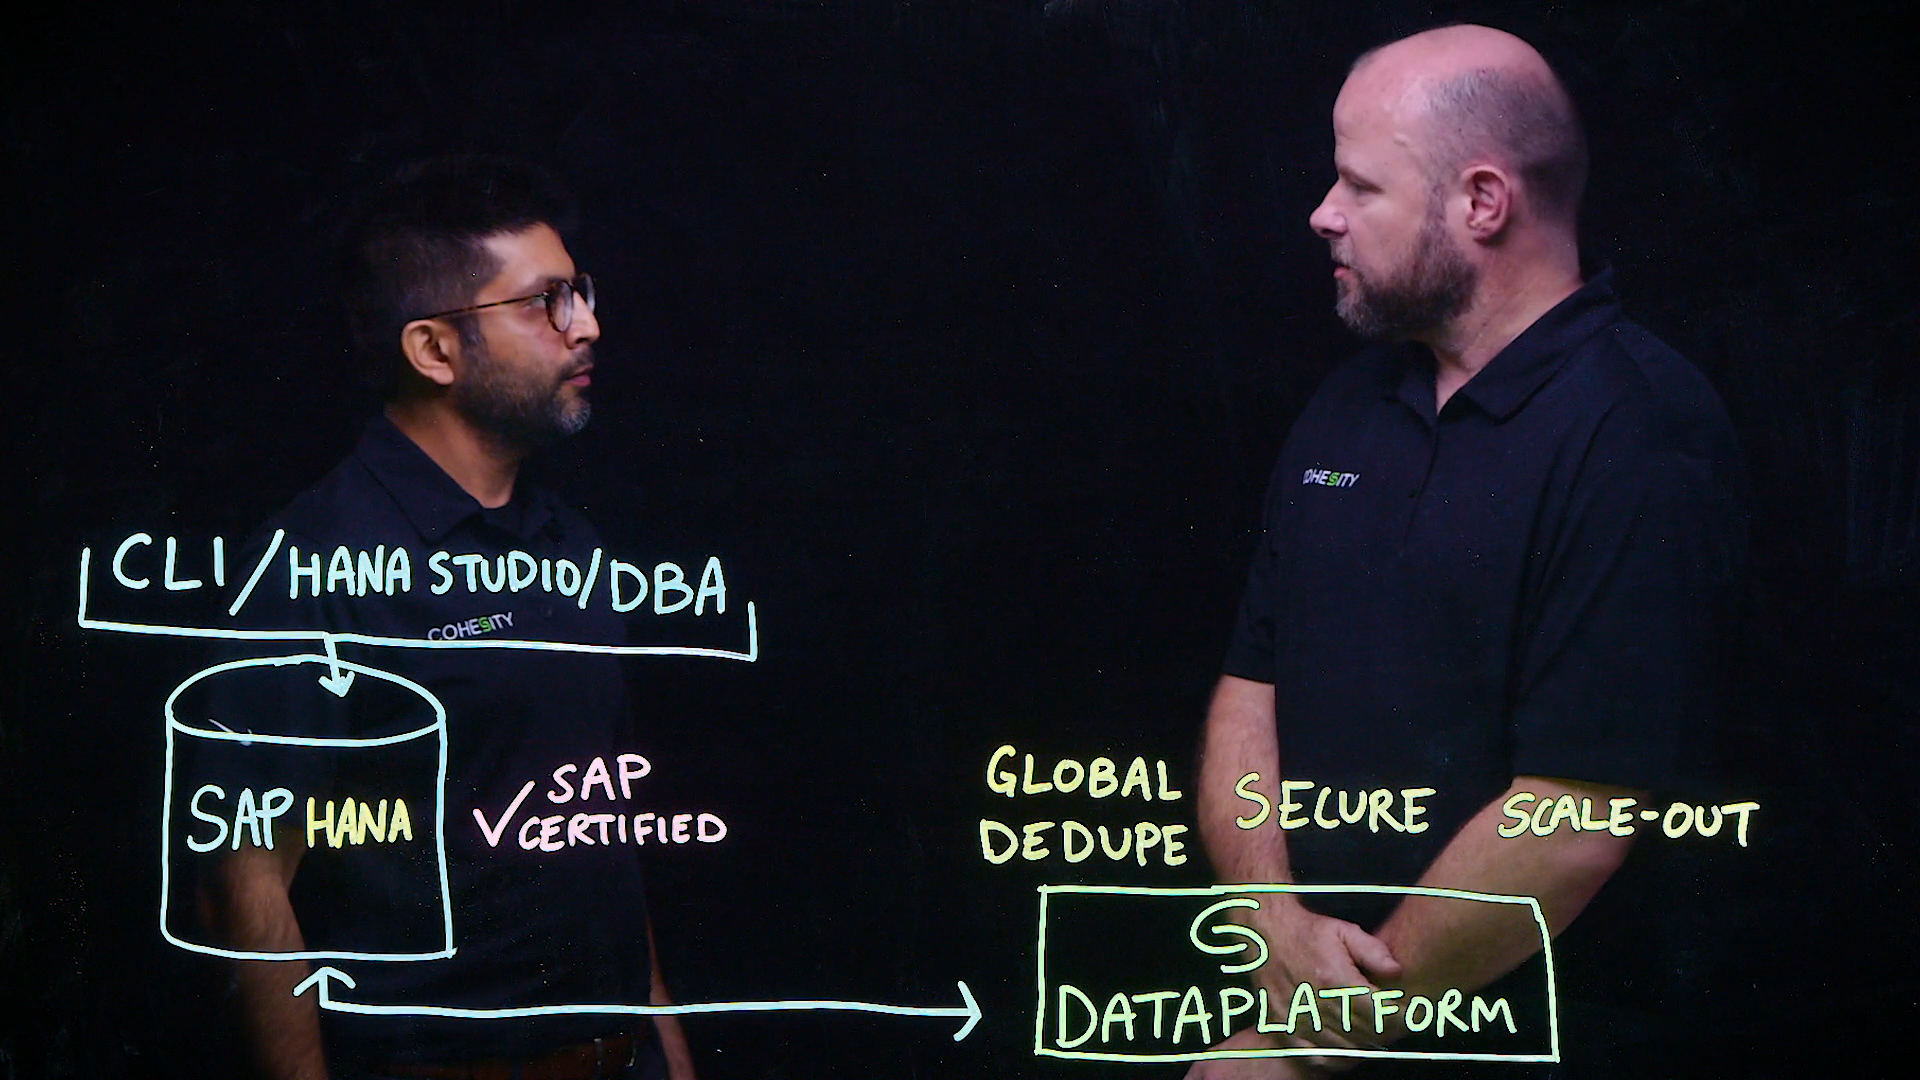 COHESITY
CLI/HANA STUDIO/DBA
COHESITY
SAP HANA
✓SAP
CERTIFIED
GLOBAL
DEDUPE
SECURE
SCALE-OUT
DATAPLATFORM